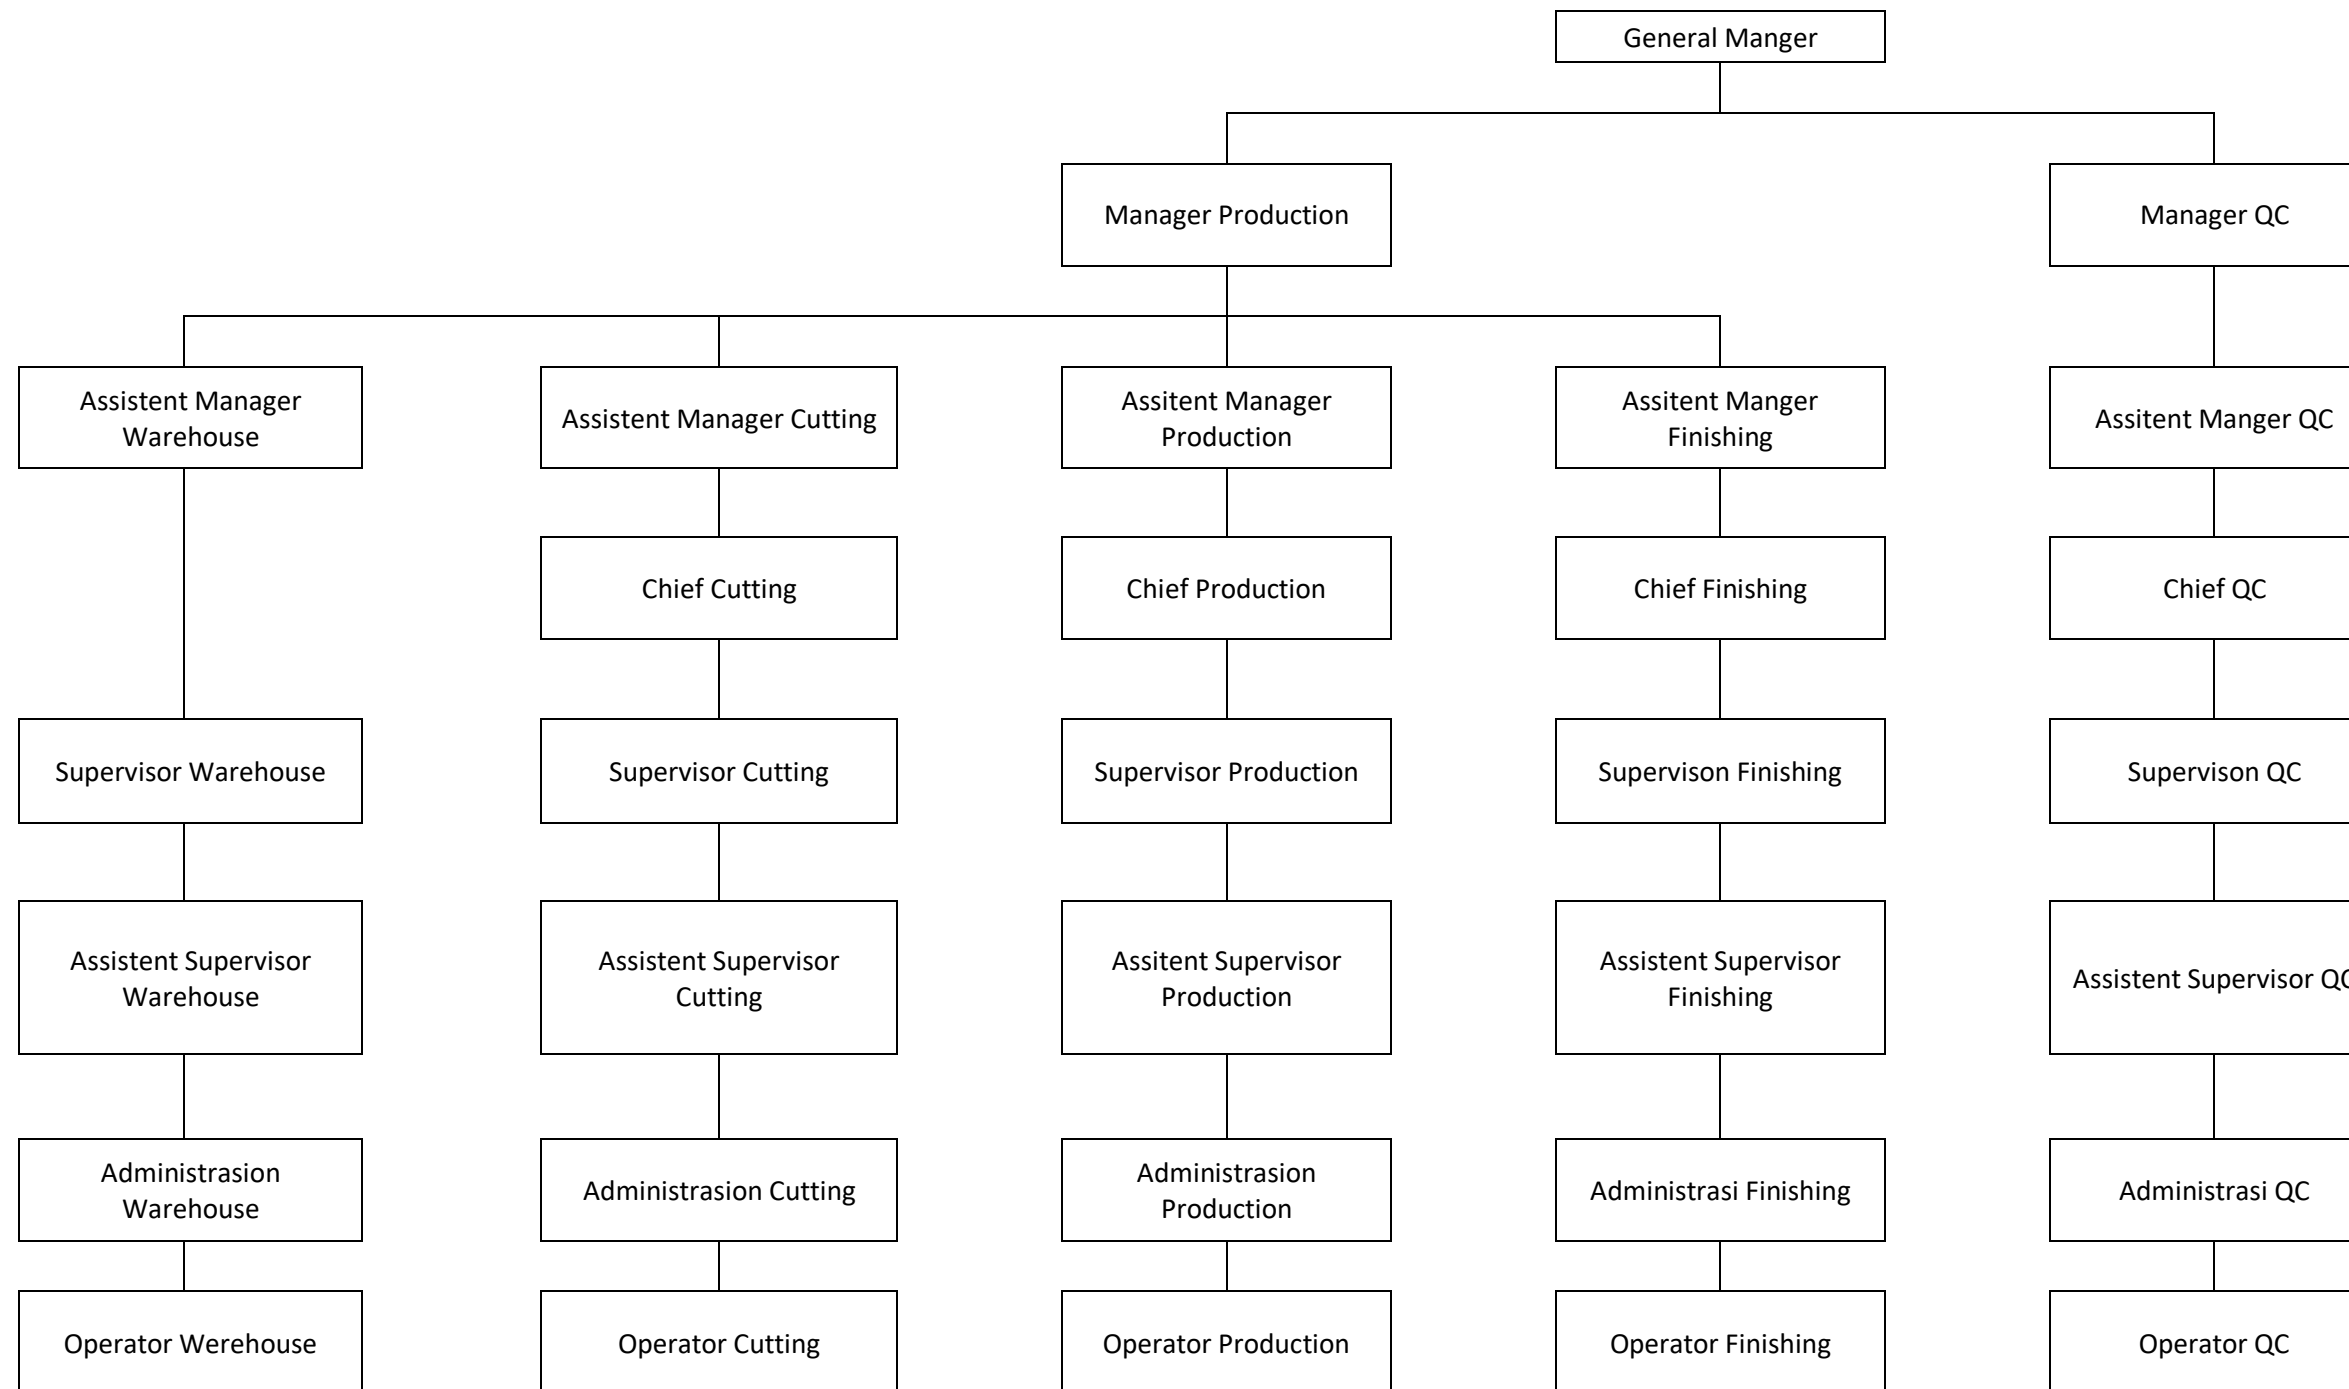 General Manger
Manager Production
Manager QC
Assistent Manager
Warehouse
Assistent Manager Cutting
Assitent Manager
Production
Assitent Manger
Finishing
Assitent Manger QC
Chief Cutting
Chief Production
Chief Finishing
Chief QC
Supervisor Warehouse
Supervisor Cutting
Supervisor Production
Supervison Finishing
Supervison QC
Assistent Supervisor
Warehouse
Assistent Supervisor
Cutting
Assitent Supervisor
Production
Assistent Supervisor
Finishing
Assistent Supervisor QC
Administrasion
Warehouse
Administrasion Cutting
Administrasion
Production
Administrasi Finishing
Administrasi QC
Operator Werehouse
Operator Cutting
Operator Production
Operator Finishing
Operator QC